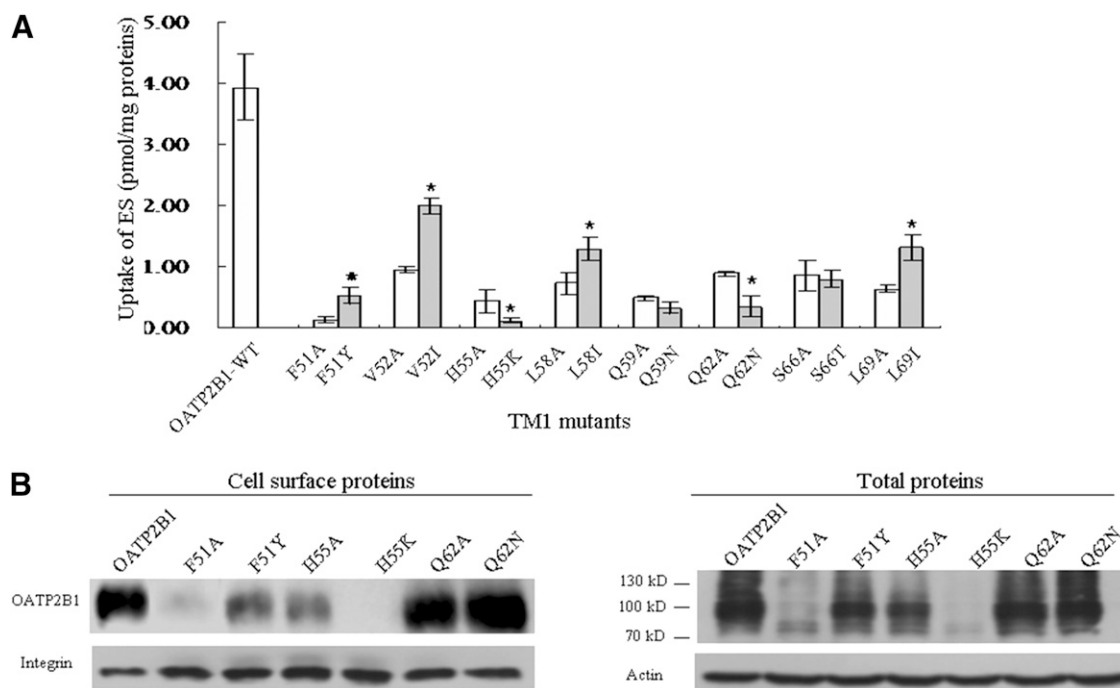 A
Uptake of ES (pmol/mg proteins)
5.00
4.00
3.00
2.00
1.00
0.00
* * * * * *
OATP2B1-WT F51A F51Y V52A V52I H55A H55K L58A L58I Q59A Q59N Q62A Q62N S66A S66T L69A L69I
TM1 mutants
B
Cell surface proteins
OATP2B1 F51A F51Y H55A H55K Q62A Q62N
OATP2B1
Integrin
Total proteins
OATP2B1 F51A F51Y H55A H55K Q62A Q62N
130 kD
100 kD
70 kD
Actin